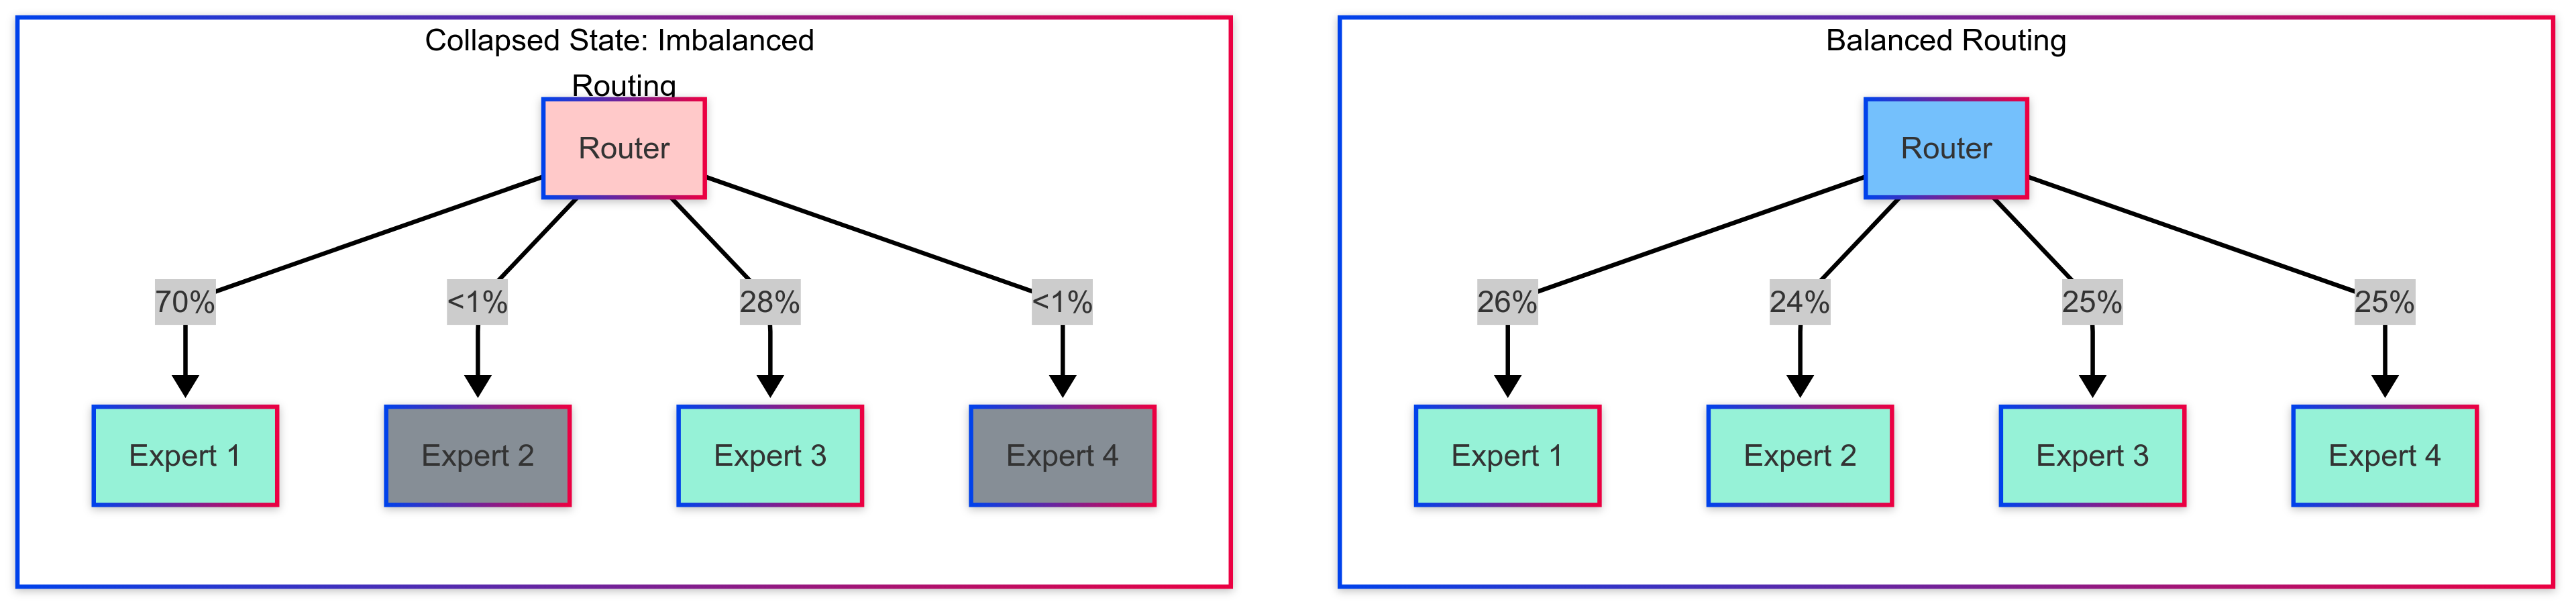 Collapsed State: Imbalanced
Routing
Router
70%
<1%
28%
<1%
Expert 1
Expert 2
Expert 3
Expert 4
Balanced Routing
Router
26%
24%
25%
25%
Expert 1
Expert 2
Expert 3
Expert 4